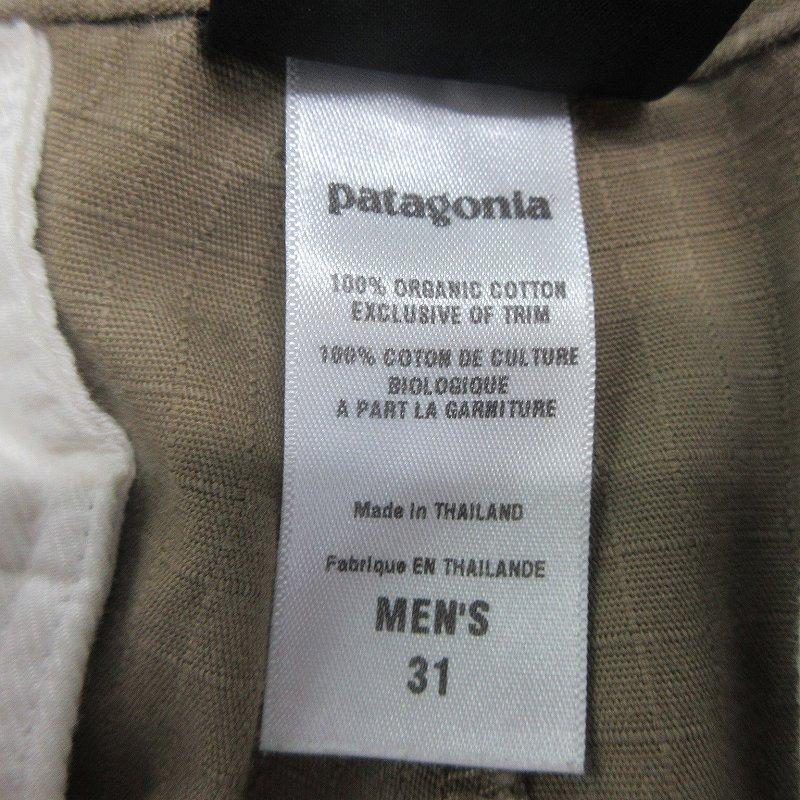 patagonia
100% ORGANIC COTTON
EXCLUSIVE OF TRIM
100% COTON DE CULTURE
BIOLOGIQUE
A PART LA GARNITURE
Made in THAILAND
Fabrique EN THAILANDE
MEN'S
31